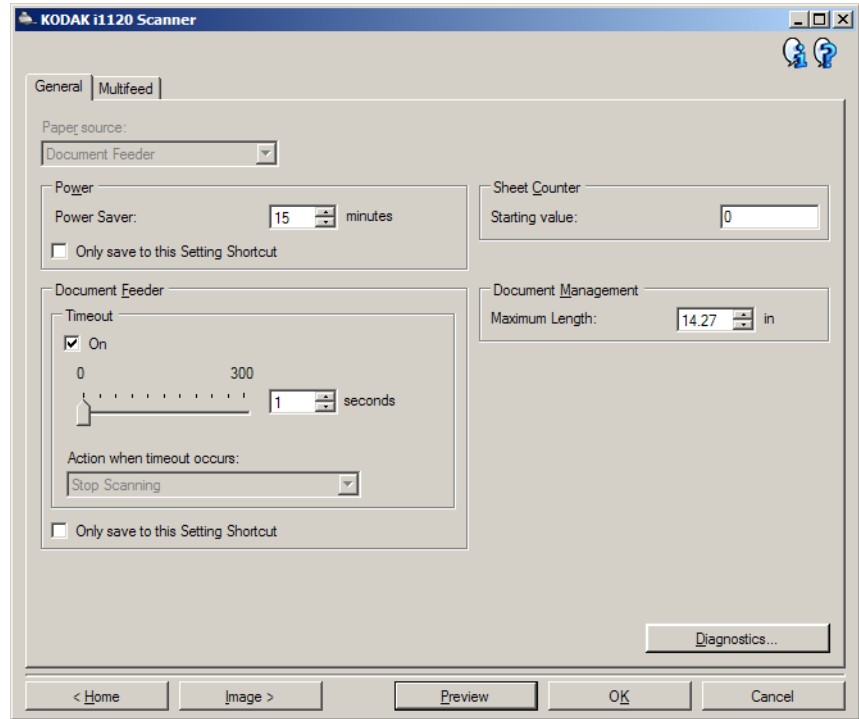 KODAK i1120 Scanner
General
Multifeed
Paper source:
Document Feeder
Power
Power Saver:
15
minutes
Only save to this Setting Shortcut
Sheet Counter
Starting value:
0
Document Feeder
Timeout
On
0
300
1
seconds
Action when timeout occurs:
Stop Scanning
Only save to this Setting Shortcut
Document Management
Maximum Length:
14.27
in
Diagnostics...
< Home
Image >
Preview
OK
Cancel